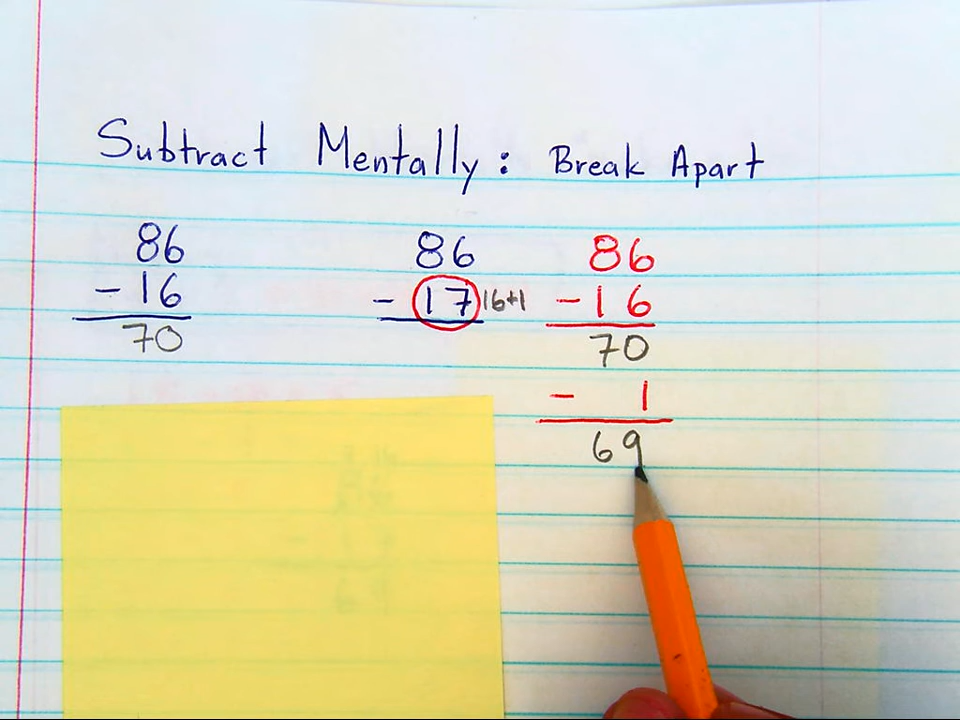 Subtract Mentally: Break Apart
86 86 86
- 16 - 17 16+1 - 16
70 70
- 1
69